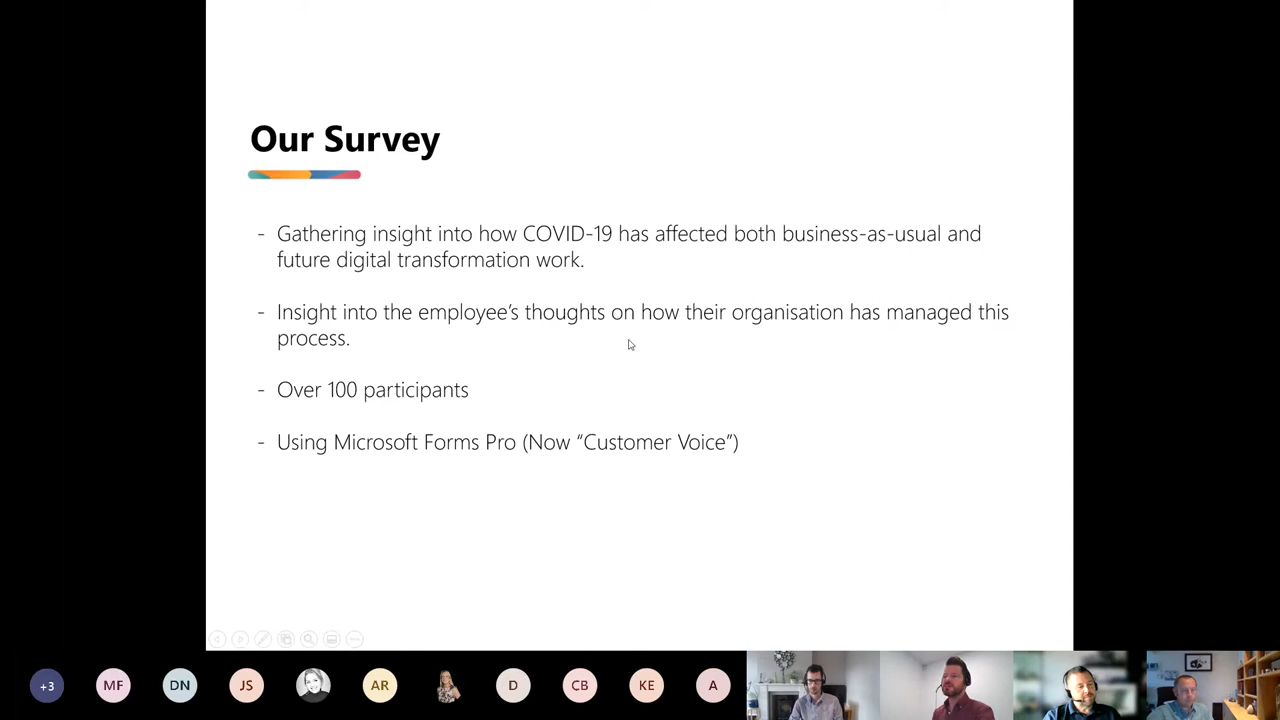 Our Survey
- Gathering insight into how COVID-19 has affected both business-as-usual and
future digital transformation work.
- Insight into the employee’s thoughts on how their organisation has managed this
process.
- Over 100 participants
- Using Microsoft Forms Pro (Now “Customer Voice”)
+3 MF DN JS AR D CB KE A